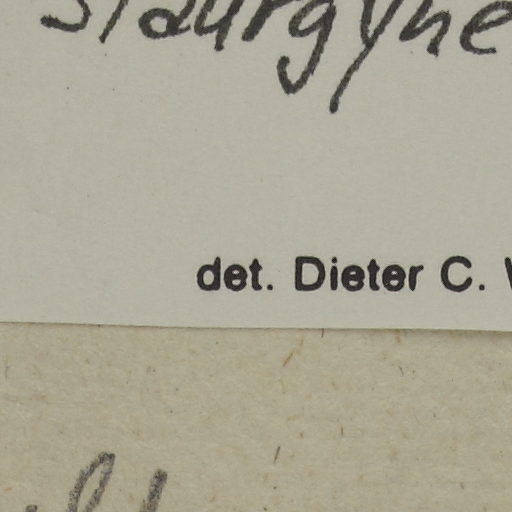 Staurogyne
det. Dieter C.